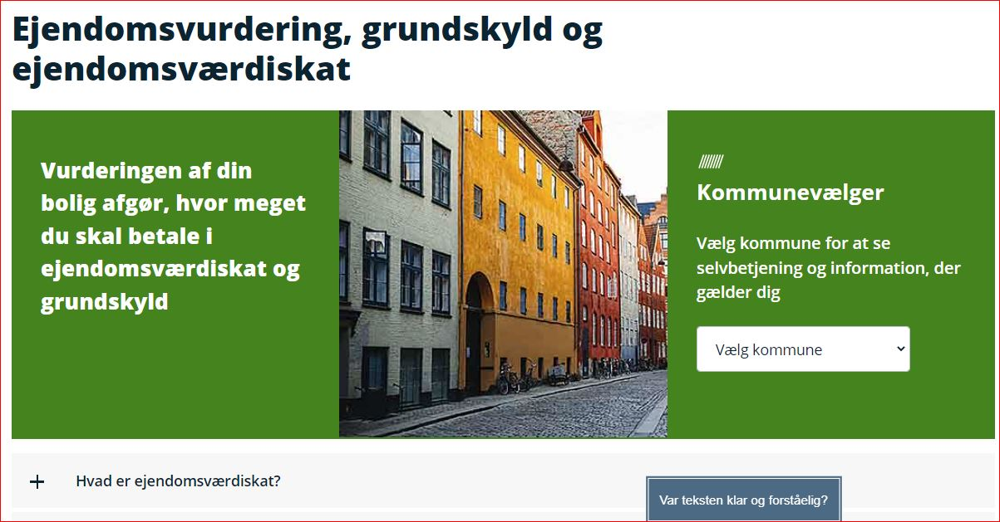 Ejendomsvurdering, grundskyld og
ejendomsværdiskat
Vurderingen af din
bolig afgør, hvor meget
du skal betale i
ejendomsværdiskat og
grundskyld
Kommunevælger
Vælg kommune for at se
selvbetjening og information, der
gælder dig
Vælg kommune
Hvad er ejendomsværdiskat?
Var teksten klar og forståelig?